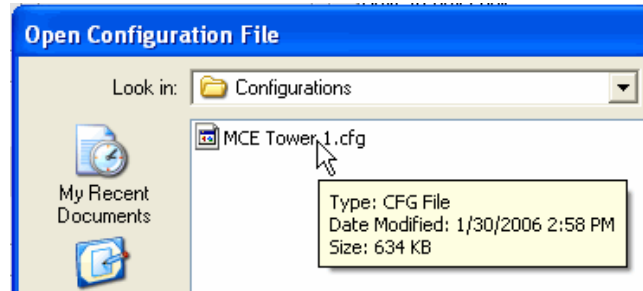 Open Configuration File
Look in: Configurations
MCE Tower 1.cfg
My Recent
Documents
Type: CFG File
Date Modified: 1/30/2006 2:58 PM
Size: 634 KB